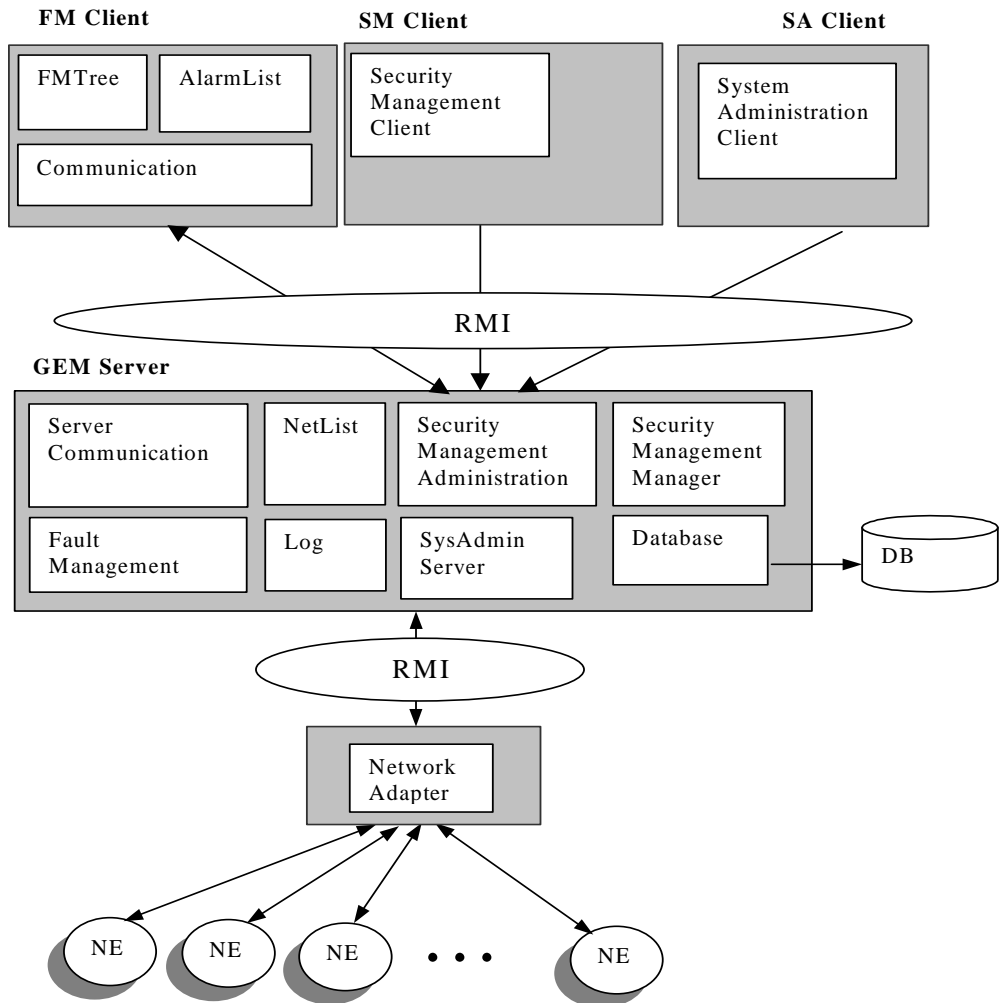 FM Client
SM Client
SA Client
FMTree
AlarmList
Communication
Security
Management
Client
System
Administration
Client
RMI
GEM Server
Server
Communication
NetList
Security
Management
Administration
Security
Management
Manager
Fault
Management
Log
SysAdmin
Server
Database
DB
RMI
Network
Adapter
NE
NE
NE
• • •
NE